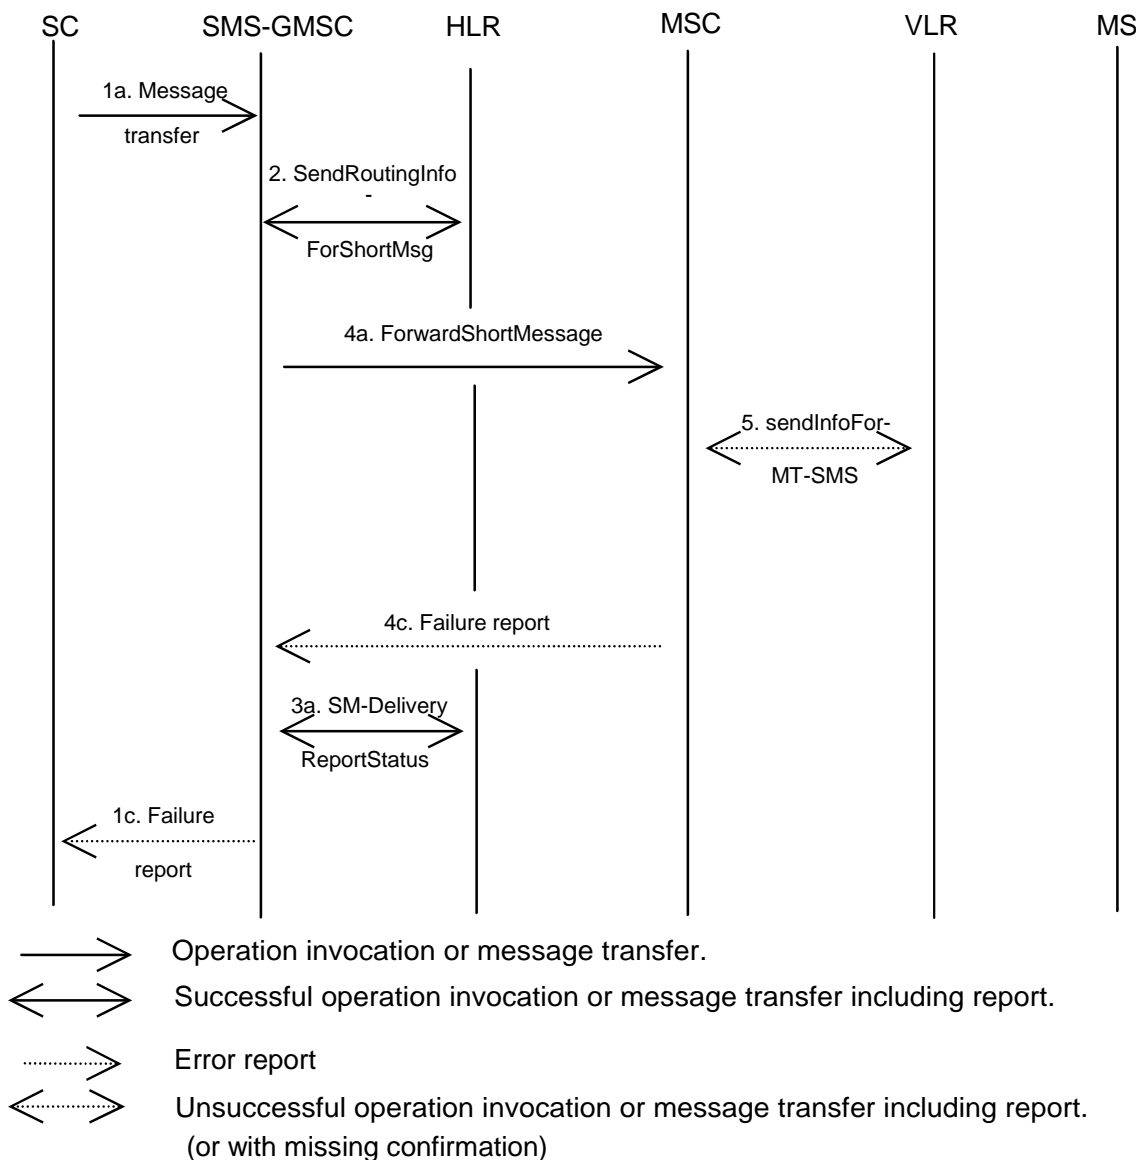 SC SMS-GMSC HLR MSC VLR MS
1a. Message
transfer
2. SendRoutingInfo
-
ForShortMsg
4a. ForwardShortMessage
5. sendInfoFor-
MT-SMS
4c. Failure report
3a. SM-Delivery
ReportStatus
1c. Failure
report
Operation invocation or message transfer.
Successful operation invocation or message transfer including report.
Error report
Unsuccessful operation invocation or message transfer including report.
(or with missing confirmation)